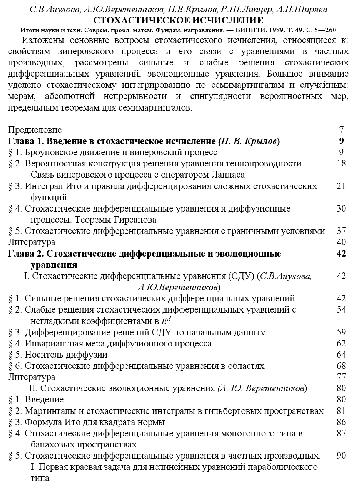 С.В Анулова, А.Ю.Веретенников, Н.В Крылов, Р.Ш.Липцер, А.Н.Ширяев
СТОХАСТИЧЕСКОЕ ИСЧИСЛЕНИЕ
Итоги науки и техн. Соврем. пробл. матем. Фундам. направления. — ВИНИТИ, 1989, Т. 45, с. 5—260
Изложены основные вопросы стохастического исчисления, относящиеся к
свойствам винеровского процесса и его связи с уравнениями в частных
производных, рассмотрены сильные и слабые решения стохастических
дифференциальных уравнений, эволюционные уравнения. Большое внимание
уделено стохастическому интегрированию по семимартингалам и случайным
мерам, абсолютной непрерывности и сингулярности вероятностных мер,
предельным теоремам для семимартингалов.
Предисловие 7
Глава 1. Введение в стохастическое исчисление (Н. В. Крылов) 9
§ 1. Броуновское движение и винеровский процесс 9
§ 2. Вероятностная конструкция решения уравнения теплопроводности 18
Связь винеровского процесса с оператором Лапласа
§ 3. Интеграл Ито и правила дифференцирования сложных стохастических 21
функций
§ 4. Стохастические дифференциальные уравнения и диффузионные 30
процессы. Теорема Гирсанова
§ 5. Стохастические дифференциальные уравнения с граничными условиями 37
Литература 40
Глава 2. Стохастические дифференциальные и эволюционные 42
уравнения
I. Стохастические дифференциальные уравнения (СДУ) (С.В.Анулова, 42
А.Ю.Веретенников)
§ 1. Сильные решения стохастических дифференциальных уравнений 42
§ 2. Слабые решения стохастических дифференциальных уравнений с 54
негладкими коэффициентами в
§ 3. Дифференцирование решений СДУ по начальным данным 59
§ 4. Инвариантная мера диффузионного процесса 62
§ 5. Носитель диффузии 64
§ 6. Стохастические дифференциальные уравнения в областях 68
Литература 77
II. Стохастические эволюционные уравнения (А. Ю. Веретенников) 80
§ 1. Введение 80
§ 2. Мартингалы и стохастические интегралы в гильбертовых пространствах 81
§ 3. Формула Ито для квадрата нормы 86
§ 4. Стохастические дифференциальные уравнения монотонного типа в 87
банаховых пространствах
§ 5. Стохастические дифференциальные уравнения в частных производных. 90
I. Первая краевая задача для нелинейных уравнений параболического
типа